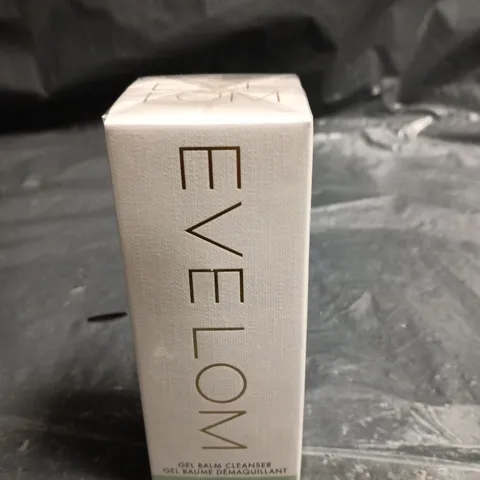 EVE LOM
GEL BALM CLEANSER
GEL BAUME DÉMAQUILLANT